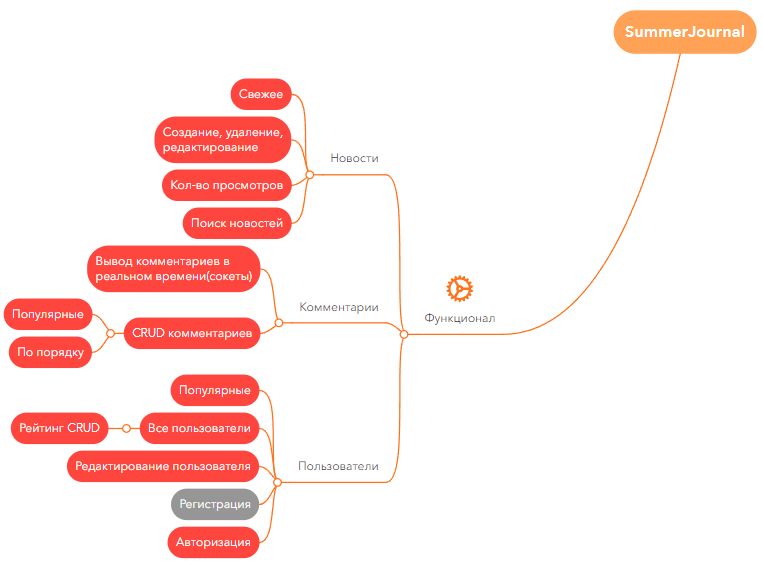 SummerJournal
Свежее
Создание, удаление,
редактирование
Новости
Кол-во просмотров
Поиск новостей
Вывод комментариев в
реальном времени(сокеты)
Комментарии
Популярные
CRUD комментариев
По порядку
Функционал
Популярные
Рейтинг CRUD
Все пользователи
Редактирование пользователя
Пользователи
Регистрация
Авторизация